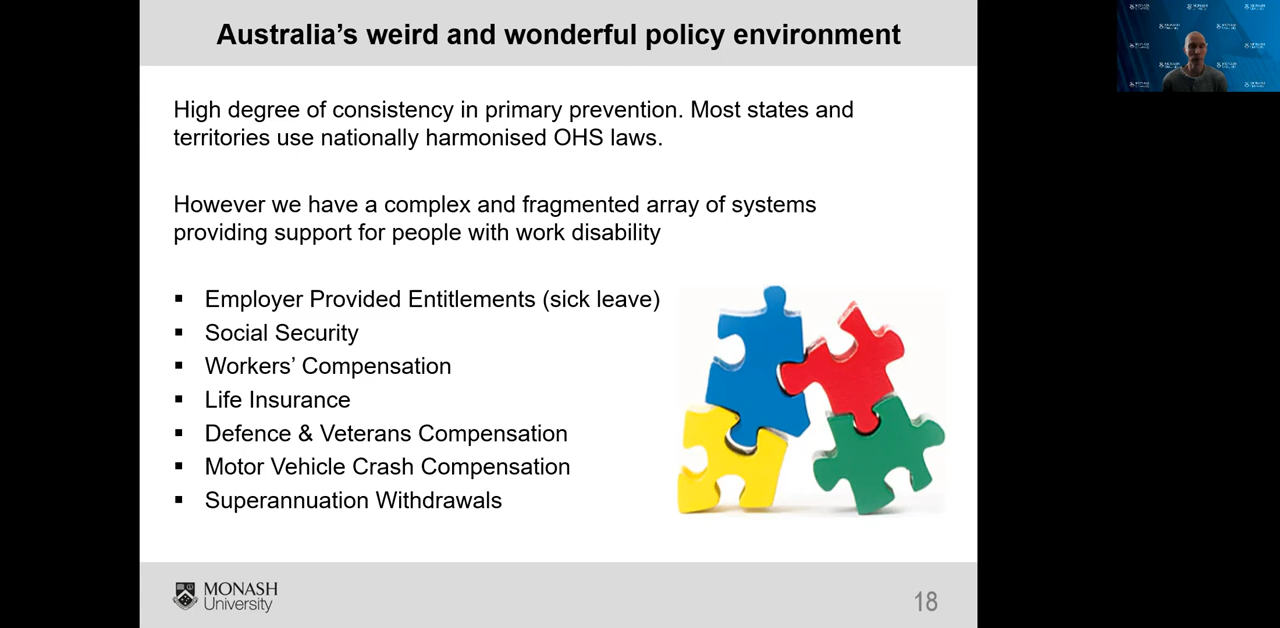 Australia's weird and wonderful policy environment
High degree of consistency in primary prevention. Most states and
territories use nationally harmonised OHS laws.
However we have a complex and fragmented array of systems
providing support for people with work disability
▪ Employer Provided Entitlements (sick leave)
▪ Social Security
▪ Workers' Compensation
▪ Life Insurance
▪ Defence & Veterans Compensation
▪ Motor Vehicle Crash Compensation
▪ Superannuation Withdrawals
MONASH
University
18